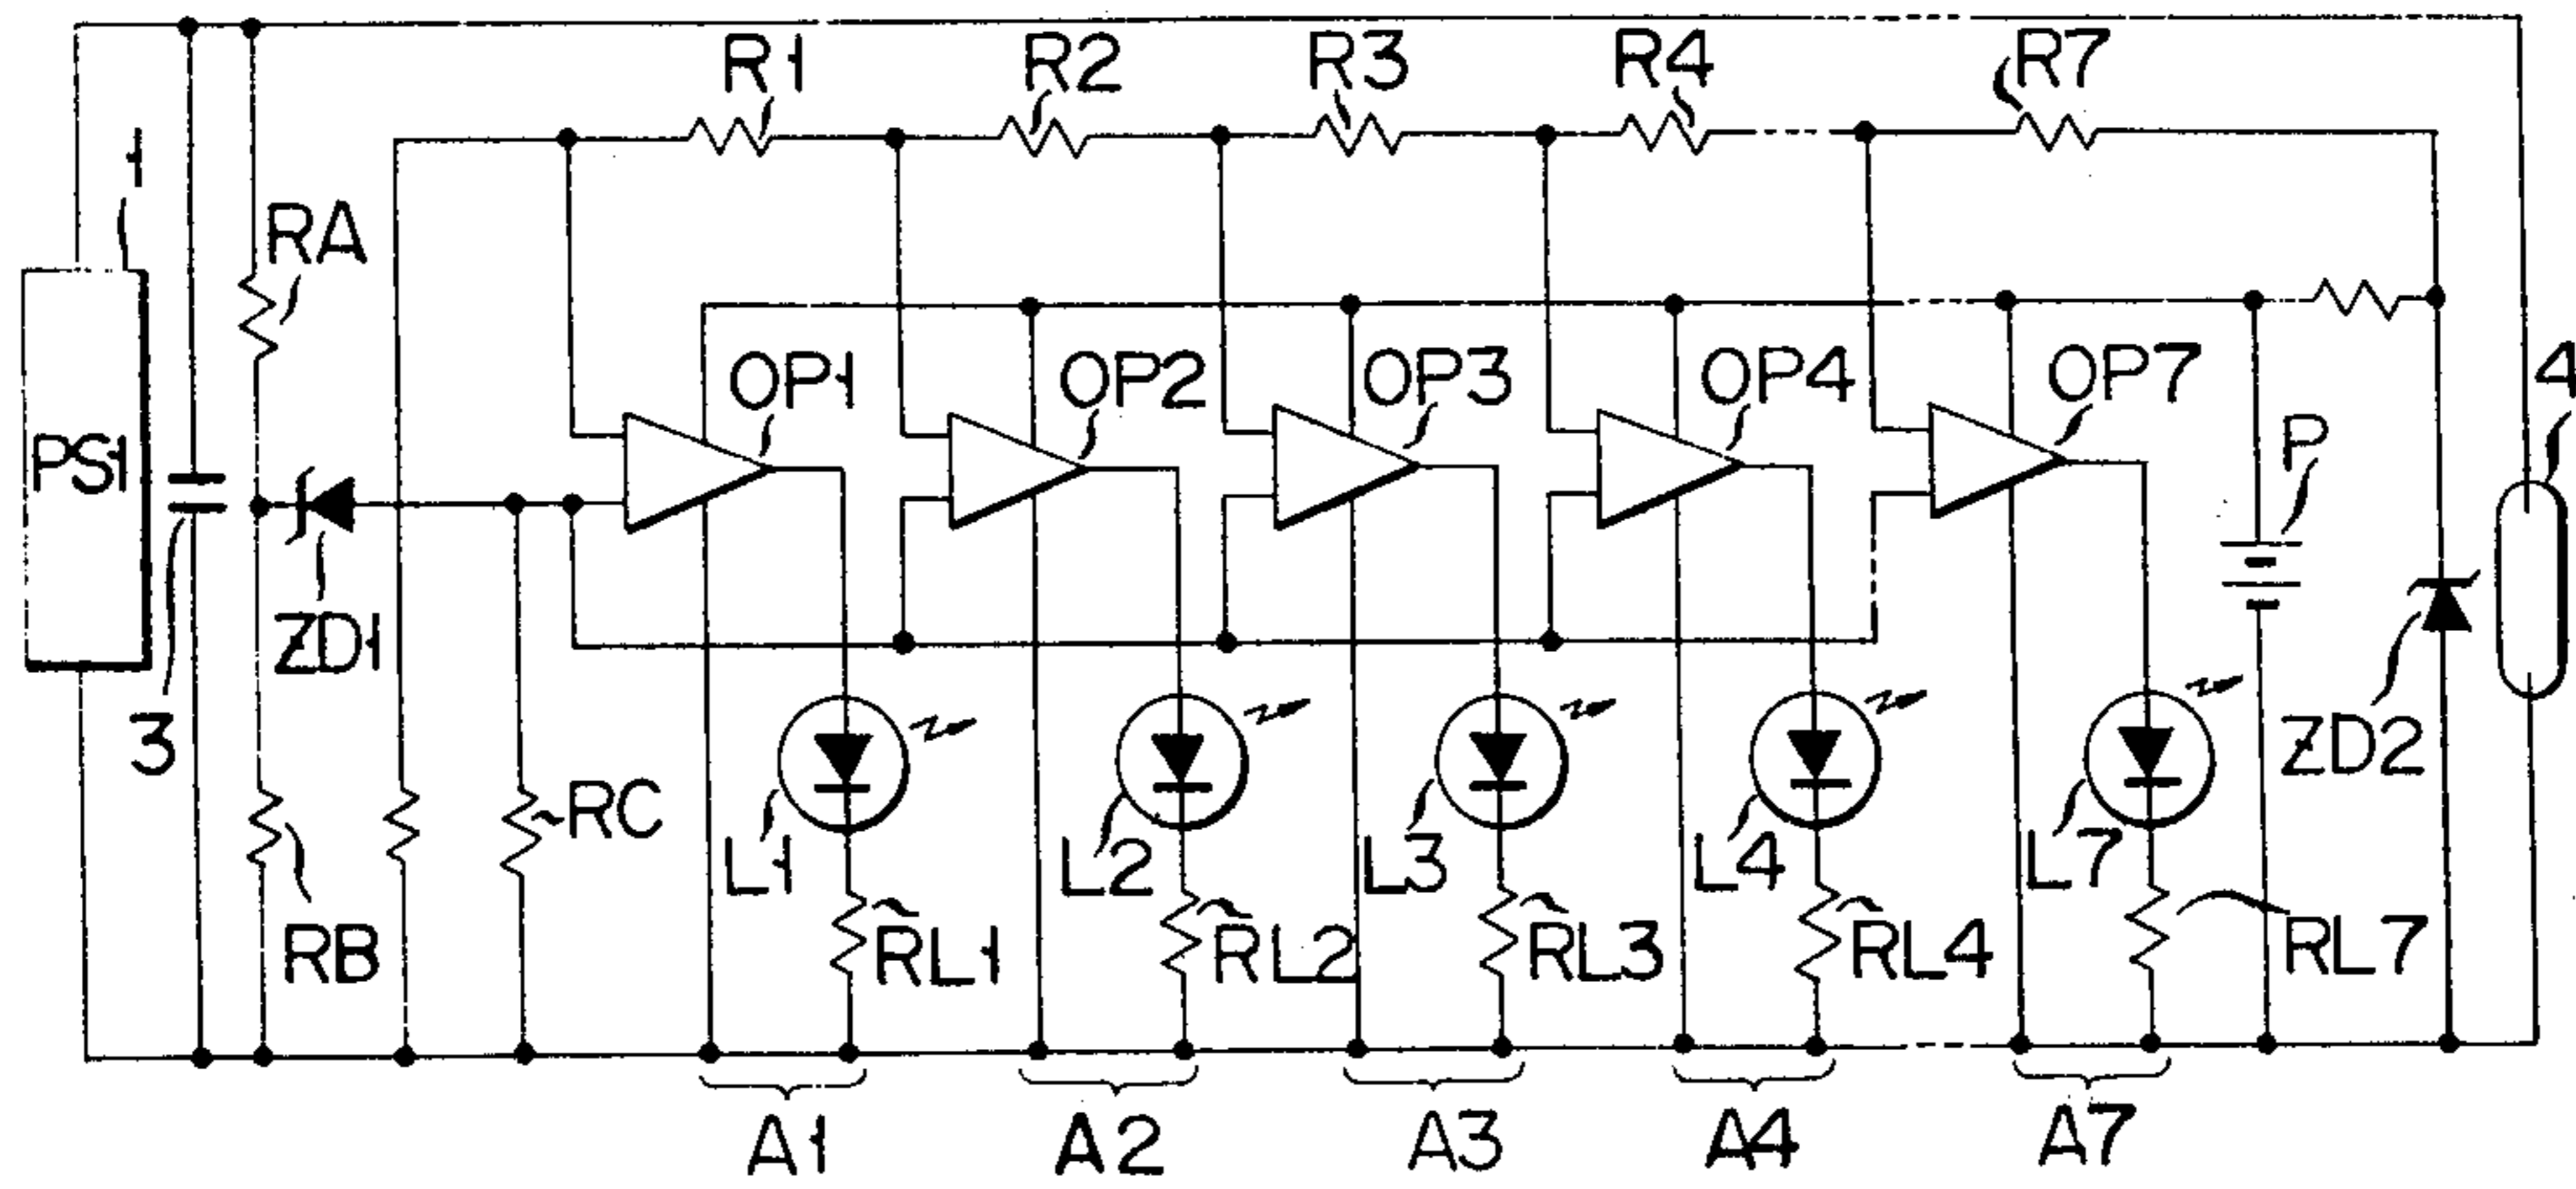 R1 R2 R3 R4 R7
1
RA
OP1 OP2 OP3 OP4 OP7
4
PS1
P
ZD1
3
ZD2
RC
L1 L2 L3 L4 L7
RB
RL1 RL2 RL3 RL4 RL7
A1 A2 A3 A4 A7